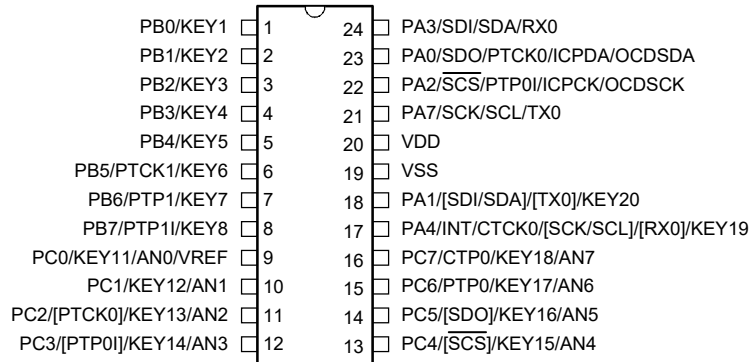 PB0/KEY1 1 24 PA3/SDI/SDA/RX0
PB1/KEY2 2 23 PA0/SDO/PTCK0/ICPDA/OCDSDA
PB2/KEY3 3 22 PA2/SCS/PTP0I/ICPCK/OCDSCK
PB3/KEY4 4 21 PA7/SCK/SCL/TX0
PB4/KEY5 5 20 VDD
PB5/PTCK1/KEY6 6 19 VSS
PB6/PTP1/KEY7 7 18 PA1/[SDI/SDA]/[TX0]/KEY20
PB7/PTP1I/KEY8 8 17 PA4/INT/CTCK0/[SCK/SCL]/[RX0]/KEY19
PC0/KEY11/AN0/VREF 9 16 PC7/CTP0/KEY18/AN7
PC1/KEY12/AN1 10 15 PC6/PTP0/KEY17/AN6
PC2/[PTCK0]/KEY13/AN2 11 14 PC5/[SDO]/KEY16/AN5
PC3/[PTP0I]/KEY14/AN3 12 13 PC4/[SCS]/KEY15/AN4